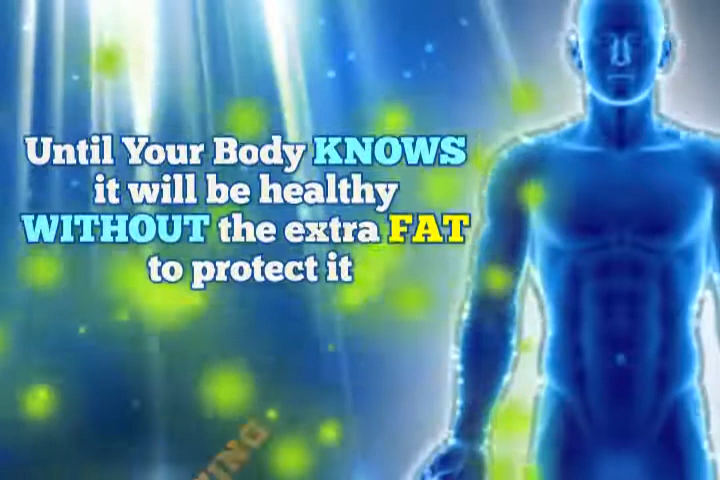 Until Your Body KNOWS
it will be healthy
WITHOUT the extra FAT
to protect it